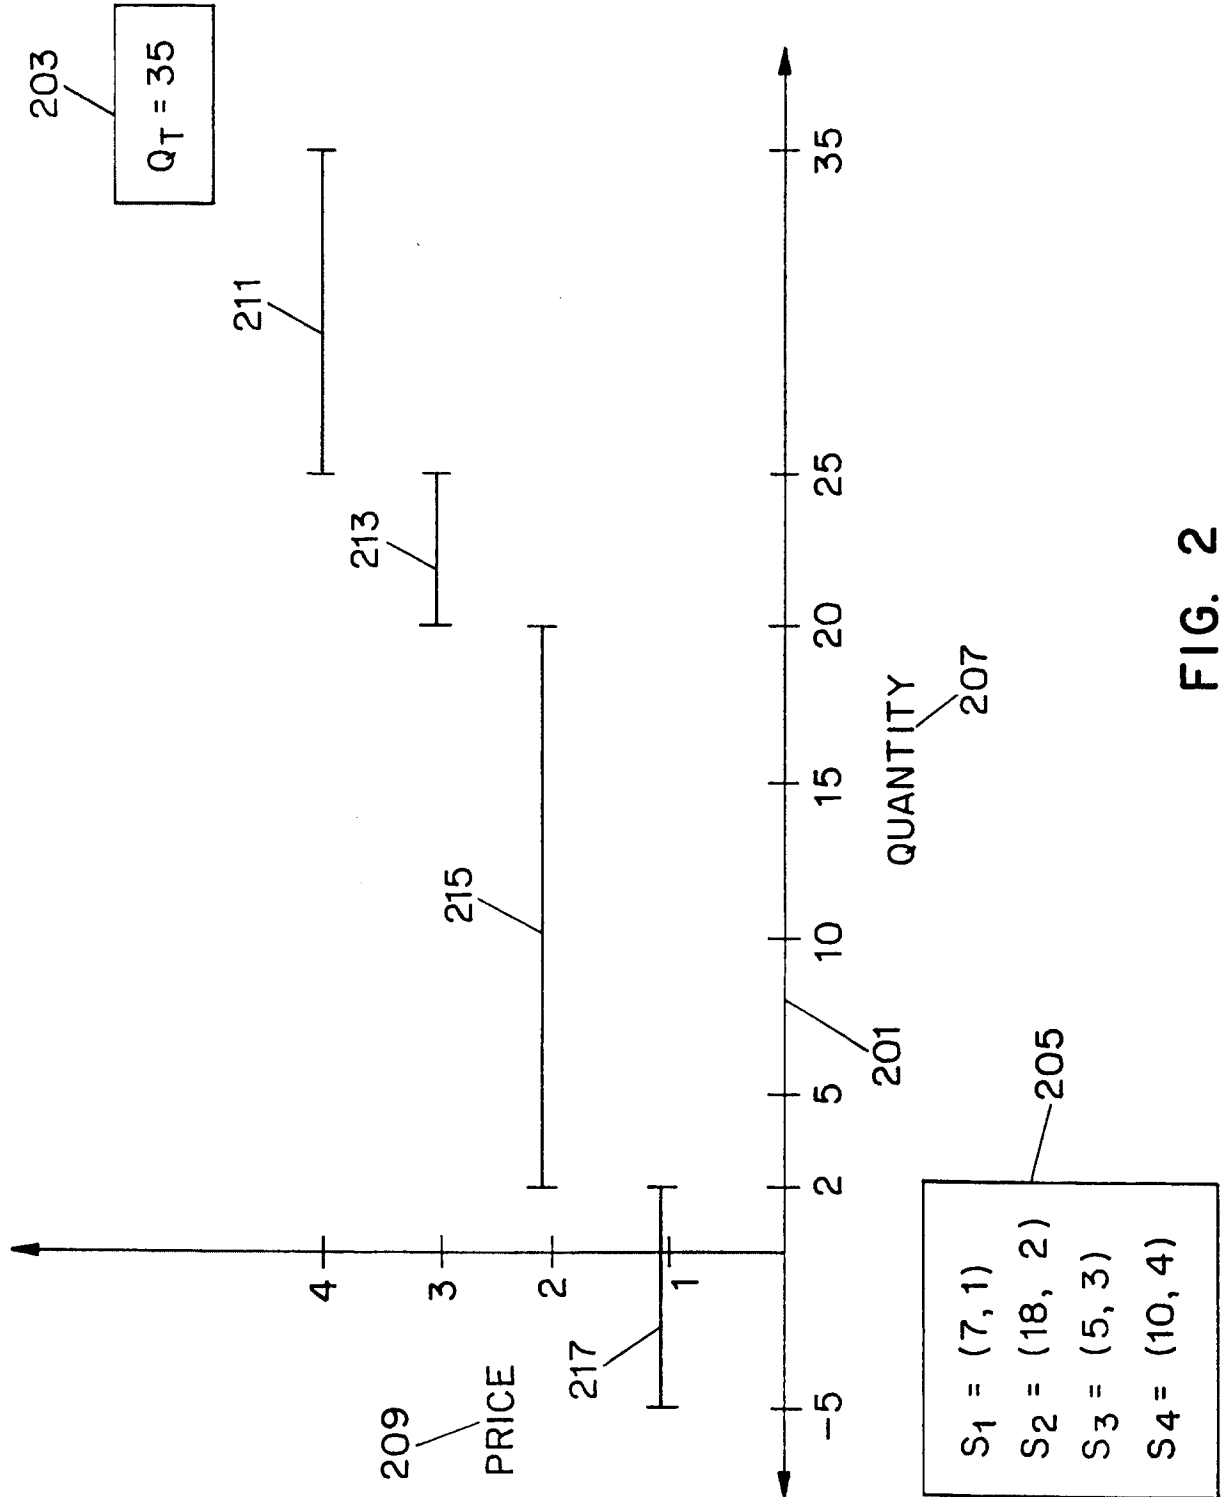 203
Q_T = 35
211
213
215
4
3
2
1
217
209
PRICE
-5
2
5
10
15
20
25
35
201
QUANTITY
207
205
S1 = (7, 1)
S2 = (18, 2)
S3 = (5, 3)
S4 = (10, 4)
FIG. 2